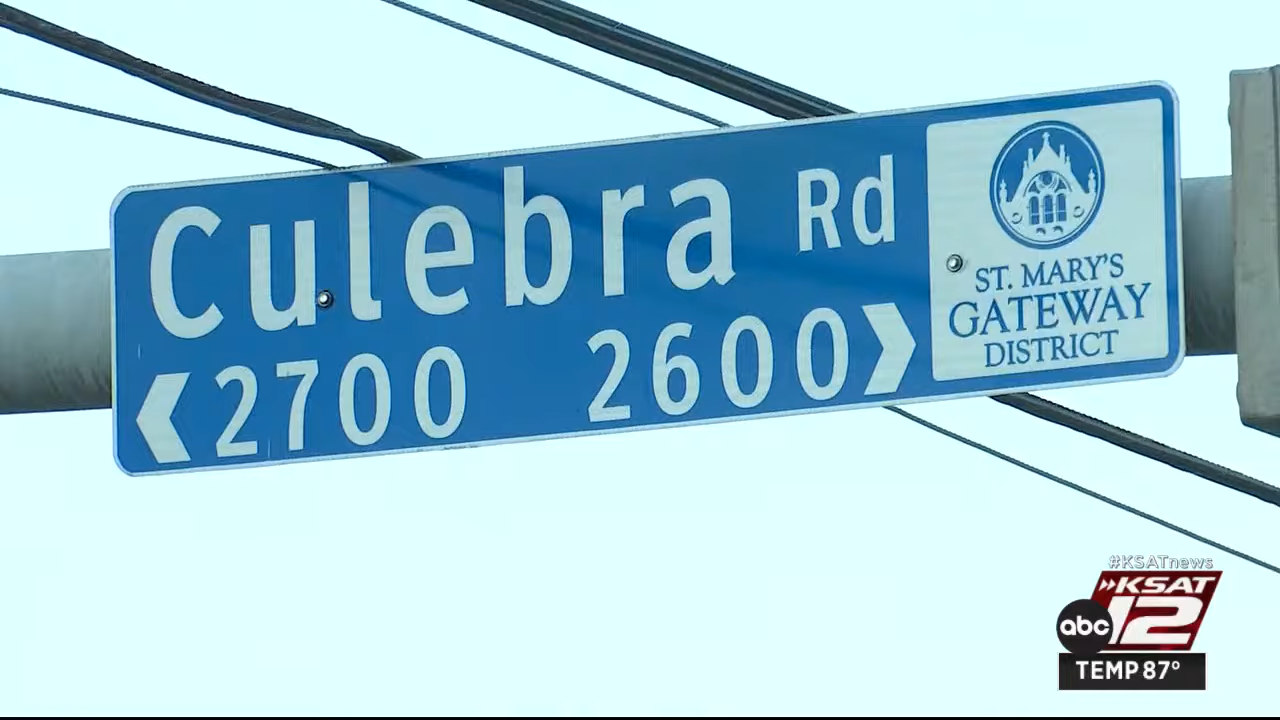 Culebra Rd
2700 2600
ST. MARY'S
GATEWAY
DISTRICT
#KSATnews
KSAT
abc 12
TEMP 87°